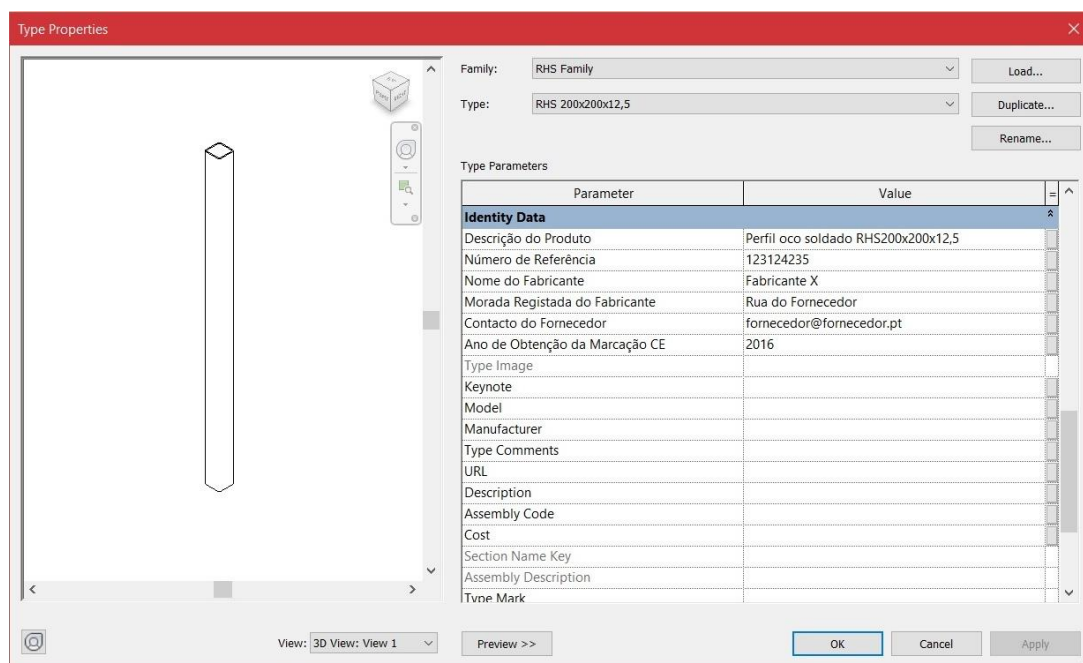 Type Properties
Family: RHS Family Load...
Type: RHS 200x200x12,5 Duplicate...
Rename...
Type Parameters
Parameter Value =
Identity Data
Descrição do Produto Perfil oco soldado RHS200x200x12,5
Número de Referência 123124235
Nome do Fabricante Fabricante X
Morada Registada do Fabricante Rua do Fornecedor
Contacto do Fornecedor fornecedor@fornecedor.pt
Ano de Obtenção da Marcação CE 2016
Type Image
Keynote
Model
Manufacturer
Type Comments
URL
Description
Assembly Code
Cost
Section Name Key
Assembly Description
Type Mark
View: 3D View: View 1 Preview >> OK Cancel Apply